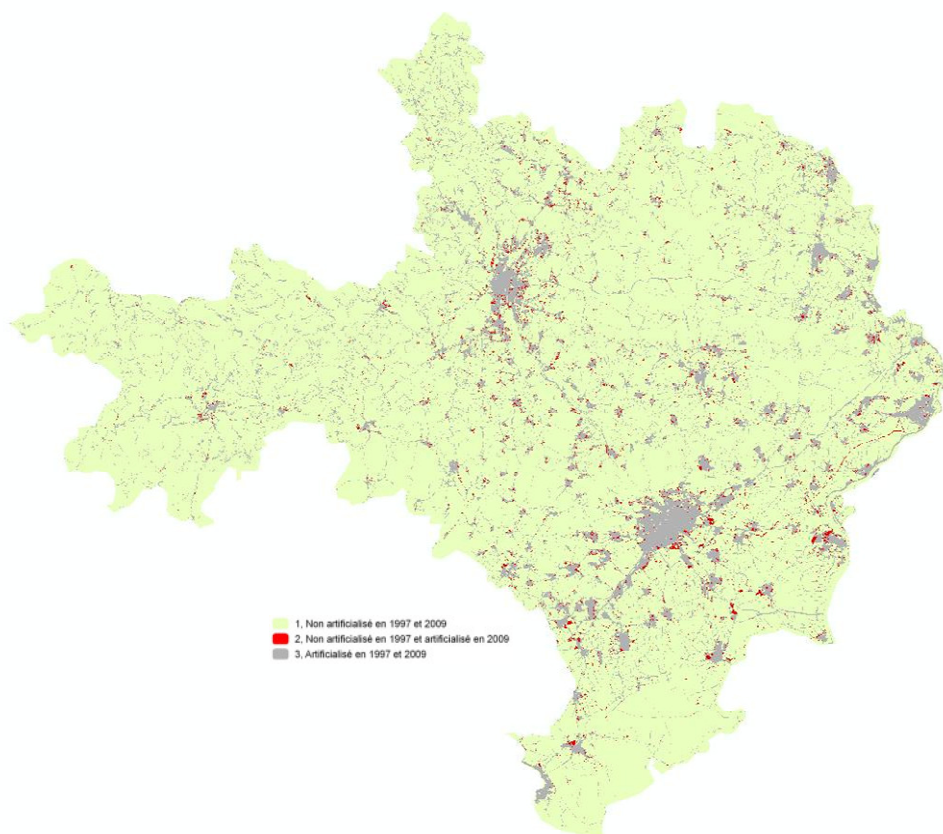 1, Non artificialisé en 1997 et 2009
2, Non artificialisé en 1997 et artificialisé en 2009
3, Artificialisé en 1997 et 2009